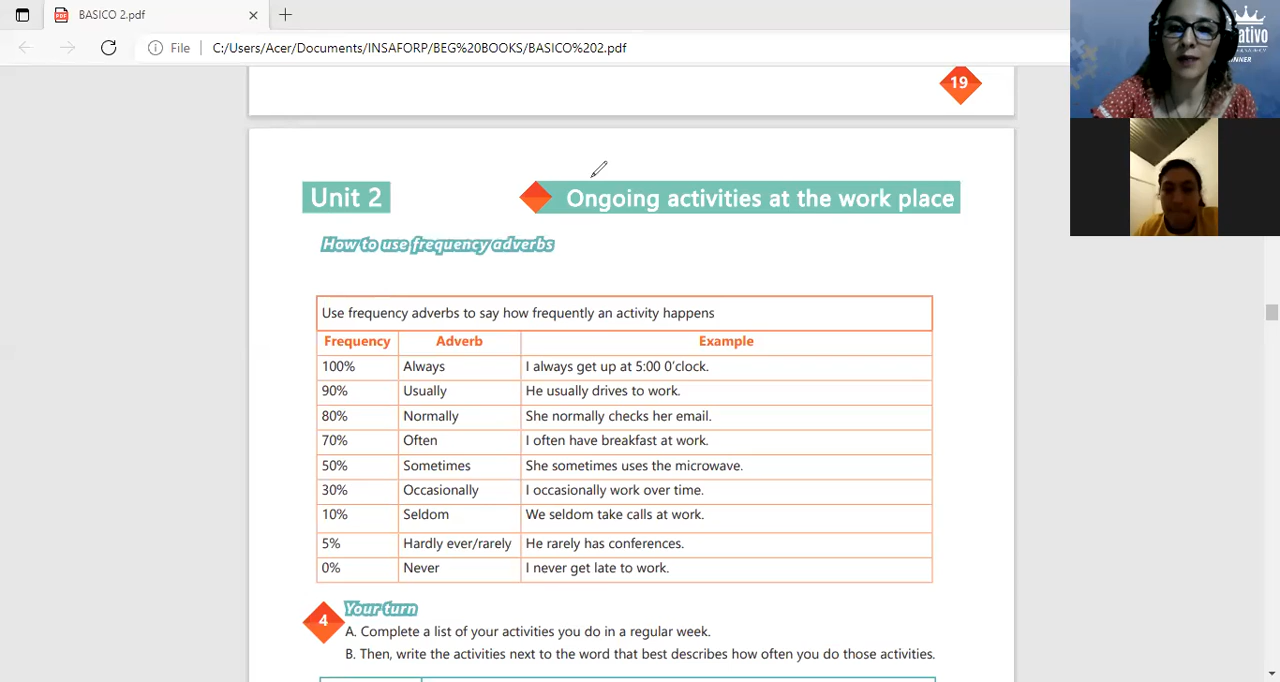 BASICO 2.pdf
File C:/Users/Acer/Documents/INSAFORP/BEG%20BOOKS/BASICO%202.pdf
ativo
NNER
19
Unit 2 Ongoing activities at the work place
How to use frequency adverbs
Use frequency adverbs to say how frequently an activity happens
Frequency Adverb Example
100% Always I always get up at 5:00 0'clock.
90% Usually He usually drives to work.
80% Normally She normally checks her email.
70% Often I often have breakfast at work.
50% Sometimes She sometimes uses the microwave.
30% Occasionally I occasionally work over time.
10% Seldom We seldom take calls at work.
5% Hardly ever/rarely He rarely has conferences.
0% Never I never get late to work.
4 Your turn
A. Complete a list of your activities you do in a regular week.
B. Then, write the activities next to the word that best describes how often you do those activities.